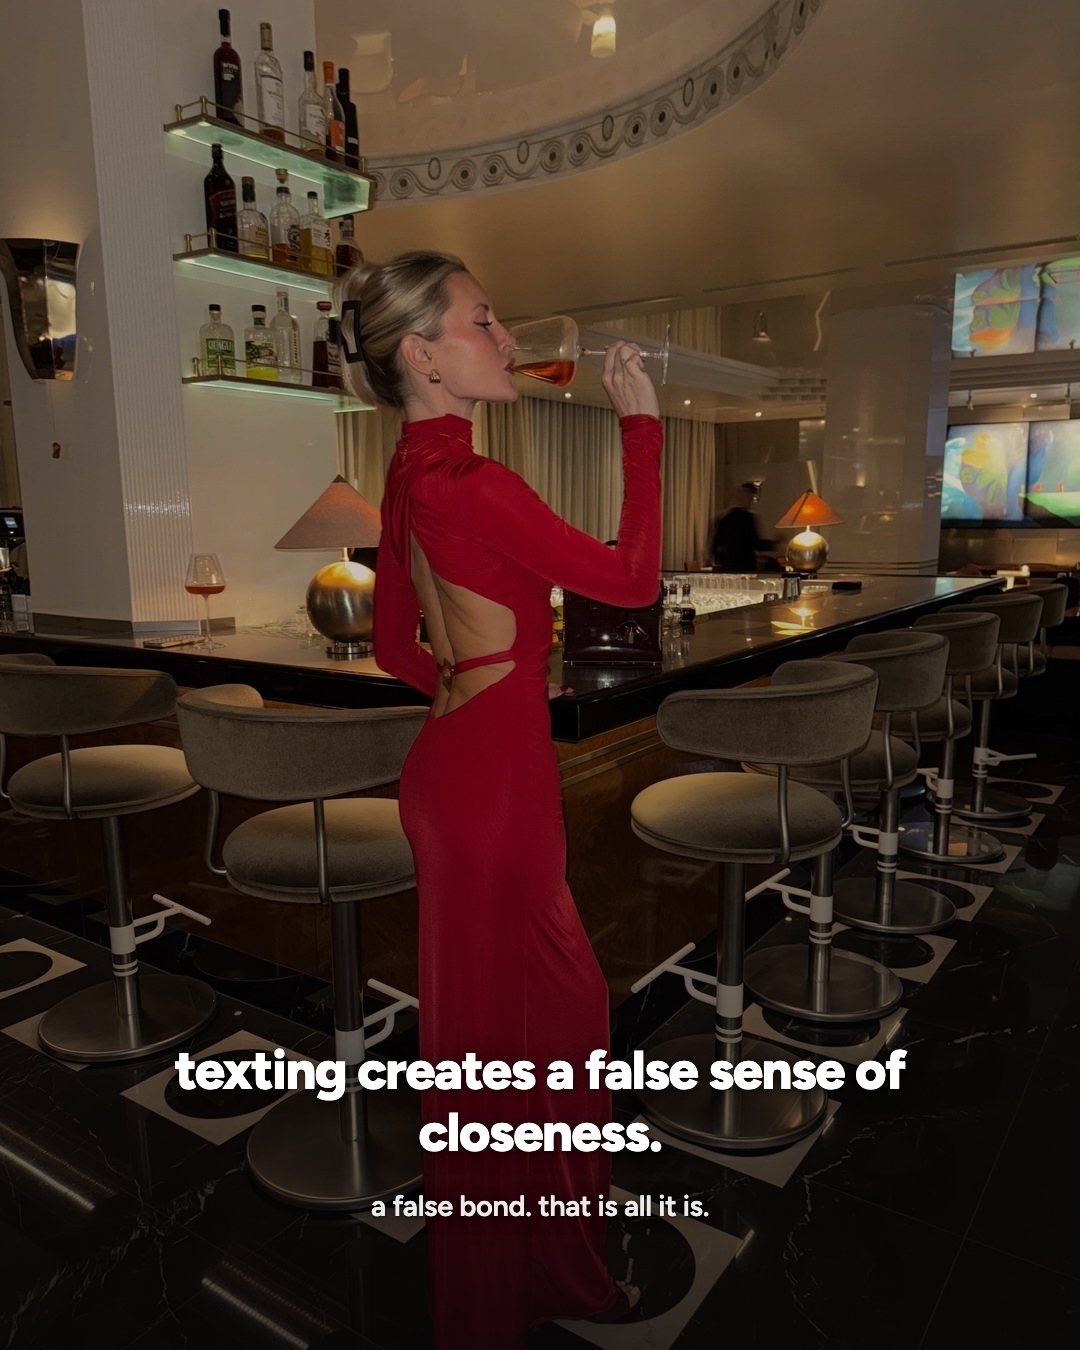 texting creates a false sense of
closeness.
a false bond. that is all it is.